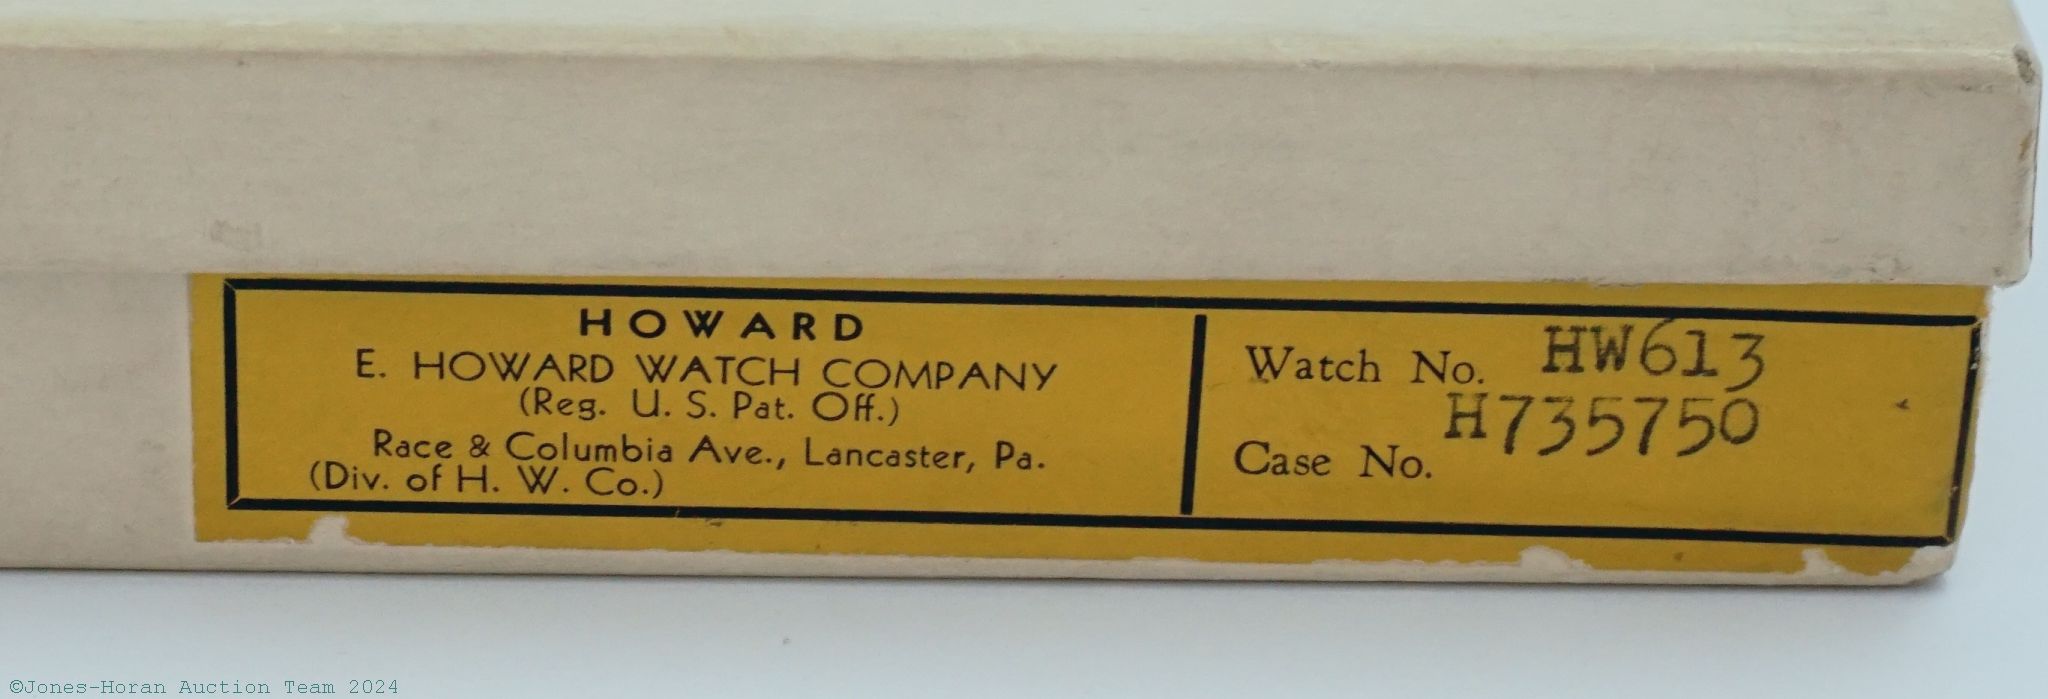 HOWARD
E. HOWARD WATCH COMPANY
(Reg. U. S. Pat. Off.)
Race & Columbia Ave., Lancaster, Pa.
(Div. of H. W. Co.)
Watch No. HW613
Case No. H735750
©Jones-Horan Auction Team 2024